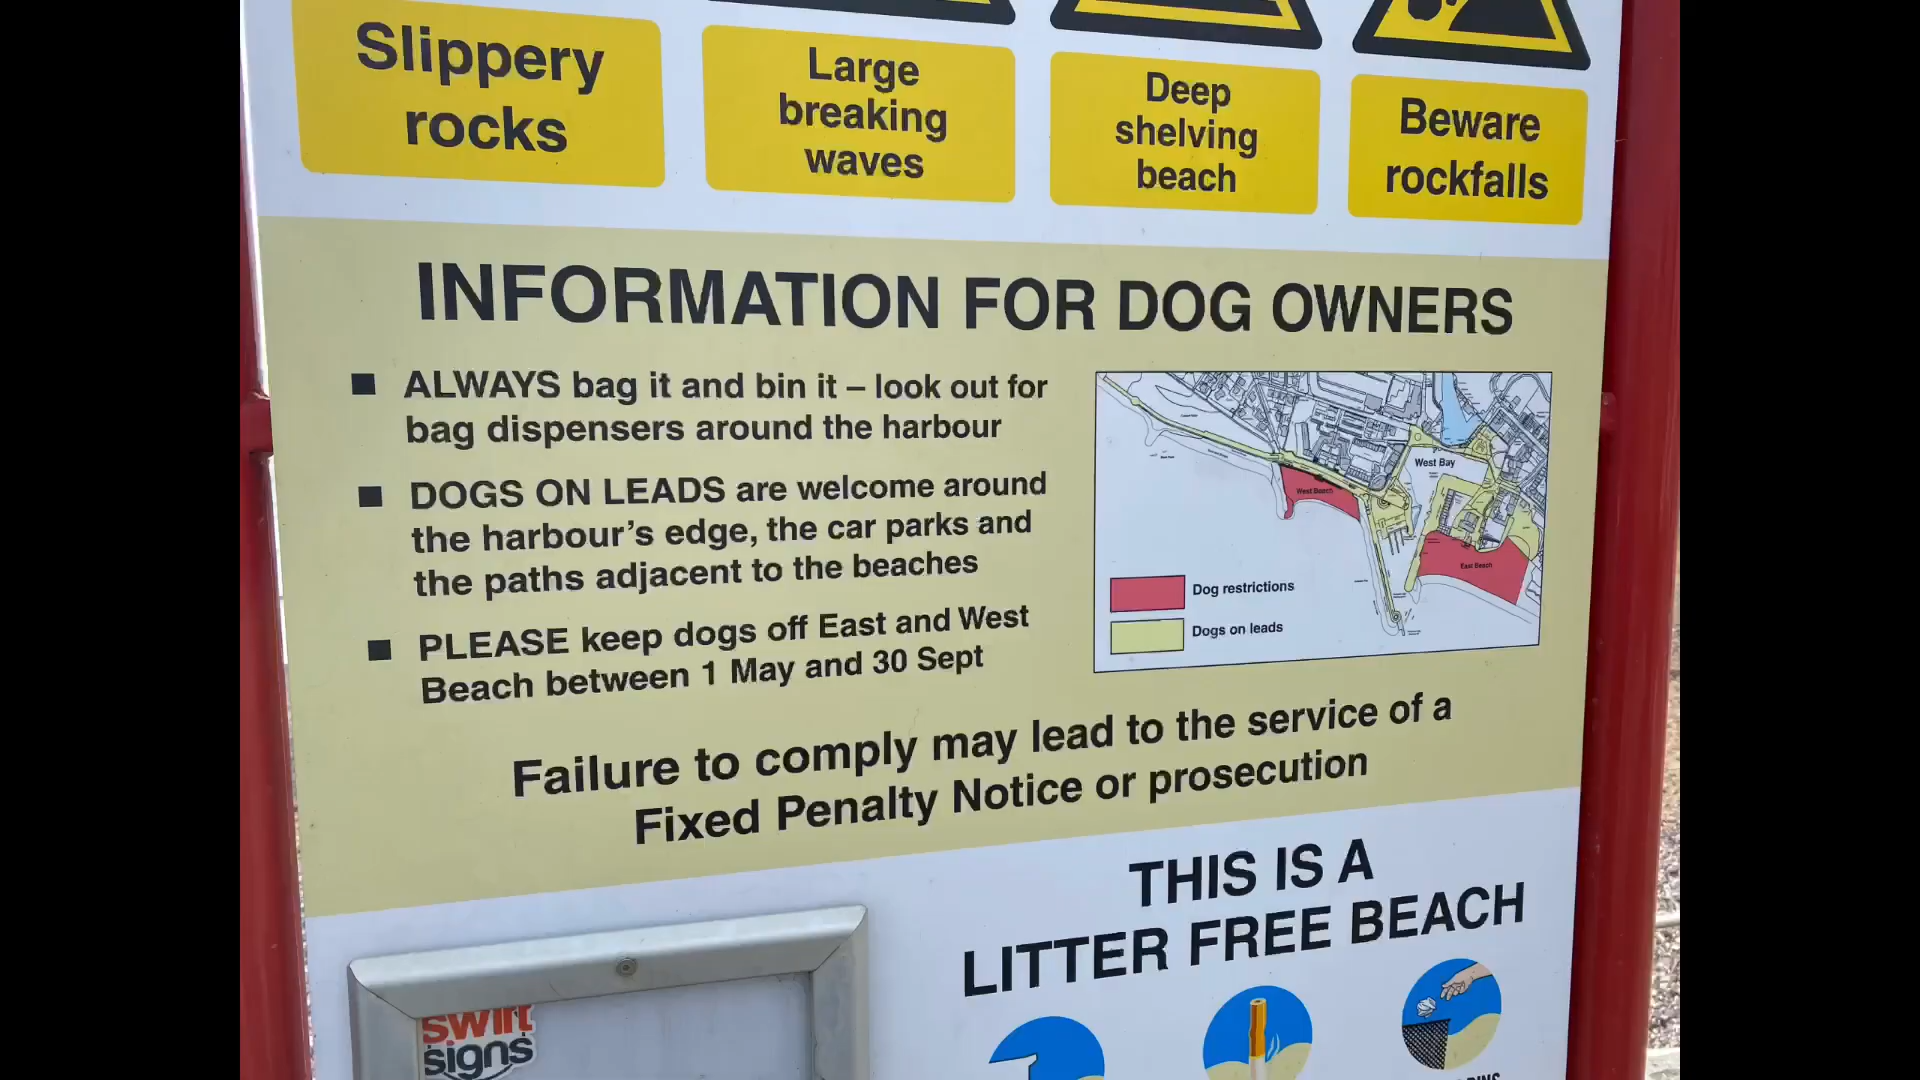 Slippery
rocks
Large
breaking
waves
Deep
shelving
beach
Beware
rockfalls
INFORMATION FOR DOG OWNERS
ALWAYS bag it and bin it – look out for
bag dispensers around the harbour
DOGS ON LEADS are welcome around
the harbour's edge, the car parks and
the paths adjacent to the beaches
PLEASE keep dogs off East and West
Beach between 1 May and 30 Sept
West Bay
West Beach
East Beach
Dog restrictions
Dogs on leads
Failure to comply may lead to the service of a
Fixed Penalty Notice or prosecution
THIS IS A
LITTER FREE BEACH
swift
signs